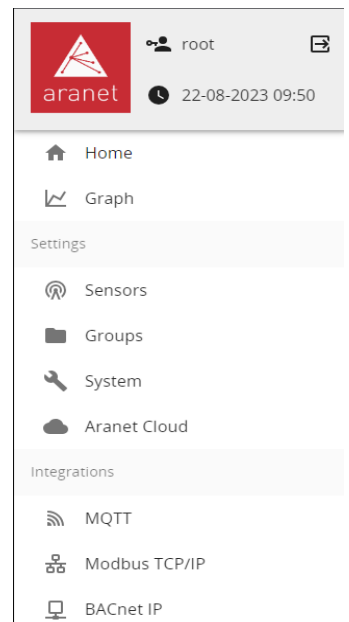 root
aranet
22-08-2023 09:50
Home
Graph
Settings
Sensors
Groups
System
Aranet Cloud
Integrations
MQTT
Modbus TCP/IP
BACnet IP